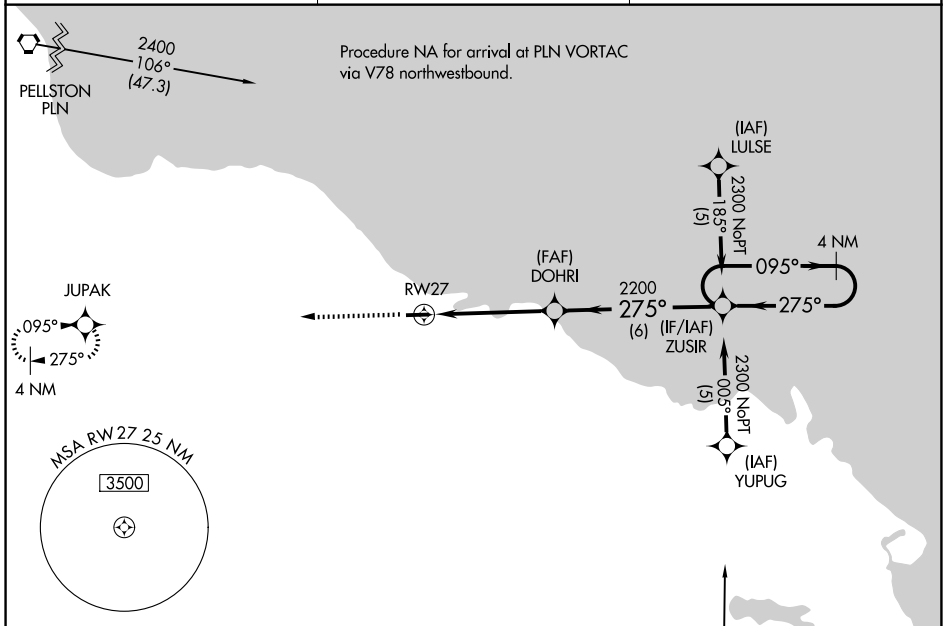 2400
106°
(47.3)
PELLSTON
PLN
Procedure NA for arrival at PLN VORTAC
via V78 northwestbound.
(IAF)
LULSE
2300 NoPT
185°
(5)
4 NM
095°
275°
(FAF)
DOHRI
2200
275°
(6)
(IF/IAF)
ZUSIR
RW27
JUPAK
095°
275°
4 NM
2300 NoPT
005°
(5)
(IAF)
YUPUG
MSA RW27 25 NM
3500